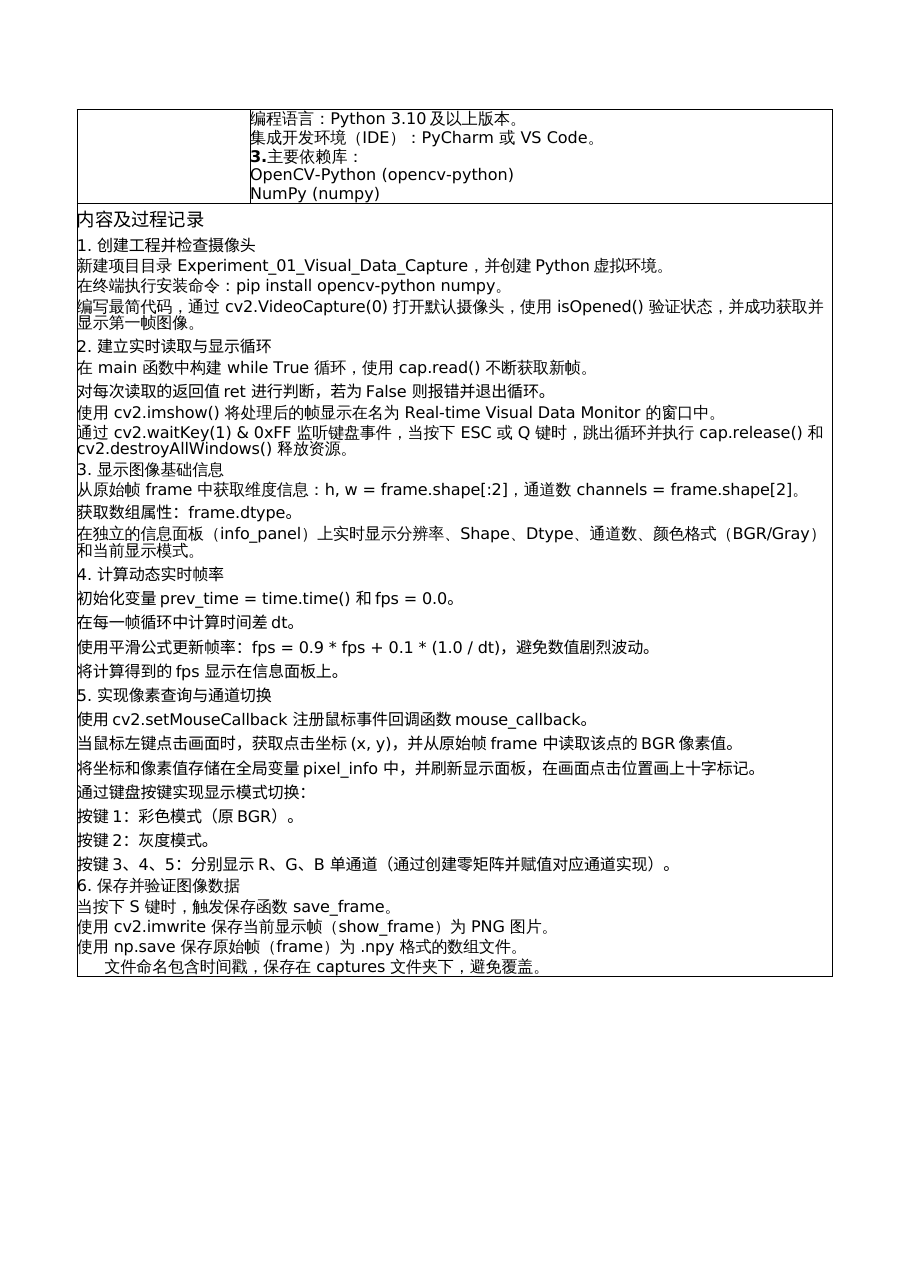 编程语言：Python 3.10 及以上版本。
集成开发环境（IDE）：PyCharm 或 VS Code。
3.主要依赖库：
OpenCV-Python (opencv-python)
NumPy (numpy)
内容及过程记录
1. 创建工程并检查摄像头
新建项目目录 Experiment_01_Visual_Data_Capture，并创建 Python 虚拟环境。
在终端执行安装命令：pip install opencv-python numpy。
编写最简代码，通过 cv2.VideoCapture(0) 打开默认摄像头，使用 isOpened() 验证状态，并成功获取并
显示第一帧图像。
2. 建立实时读取与显示循环
在 main 函数中构建 while True 循环，使用 cap.read() 不断获取新帧。
对每次读取的返回值 ret 进行判断，若为 False 则报错并退出循环。
使用 cv2.imshow() 将处理后的帧显示在名为 Real-time Visual Data Monitor 的窗口中。
通过 cv2.waitKey(1) & 0xFF 监听键盘事件，当按下 ESC 或 Q 键时，跳出循环并执行 cap.release() 和
cv2.destroyAllWindows() 释放资源。
3. 显示图像基础信息
从原始帧 frame 中获取维度信息：h, w = frame.shape[:2]，通道数 channels = frame.shape[2]。
获取数组属性：frame.dtype。
在独立的信息面板（info_panel）上实时显示分辨率、Shape、Dtype、通道数、颜色格式（BGR/Gray）
和当前显示模式。
4. 计算动态实时帧率
初始化变量 prev_time = time.time() 和 fps = 0.0。
在每一帧循环中计算时间差 dt。
使用平滑公式更新帧率：fps = 0.9 * fps + 0.1 * (1.0 / dt)，避免数值剧烈波动。
将计算得到的 fps 显示在信息面板上。
5. 实现像素查询与通道切换
使用 cv2.setMouseCallback 注册鼠标事件回调函数 mouse_callback。
当鼠标左键点击画面时，获取点击坐标 (x, y)，并从原始帧 frame 中读取该点的 BGR 像素值。
将坐标和像素值存储在全局变量 pixel_info 中，并刷新显示面板，在画面点击位置画上十字标记。
通过键盘按键实现显示模式切换：
按键 1：彩色模式（原 BGR）。
按键 2：灰度模式。
按键 3、4、5：分别显示 R、G、B 单通道（通过创建零矩阵并赋值对应通道实现）。
6. 保存并验证图像数据
当按下 S 键时，触发保存函数 save_frame。
使用 cv2.imwrite 保存当前显示帧（show_frame）为 PNG 图片。
使用 np.save 保存原始帧（frame）为 .npy 格式的数组文件。
文件命名包含时间戳，保存在 captures 文件夹下，避免覆盖。